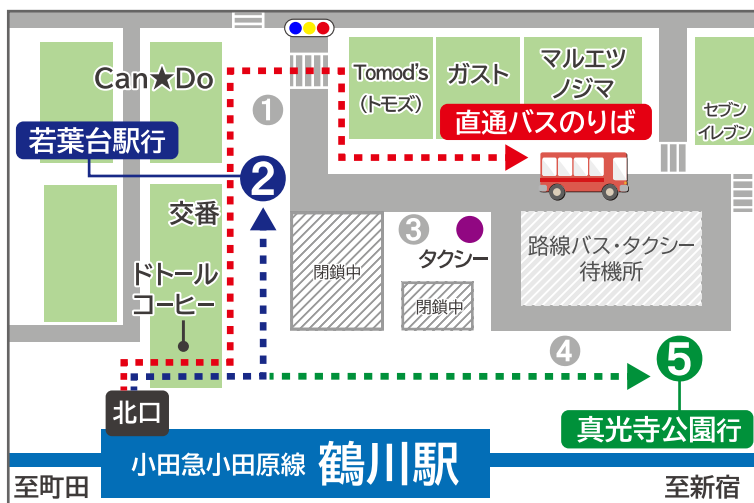 Can★Do
Tomod's
(トモズ)
ガスト
マルエツ
ノジマ
セブン
イレブン
1
直通バスのりば
若葉台駅行
2
交番
3
タクシー
路線バス・タクシー
待機所
ドトール
コーヒー
閉鎖中
閉鎖中
4
5
北口
真光寺公園行
小田急小田原線 鶴川駅
至町田
至新宿